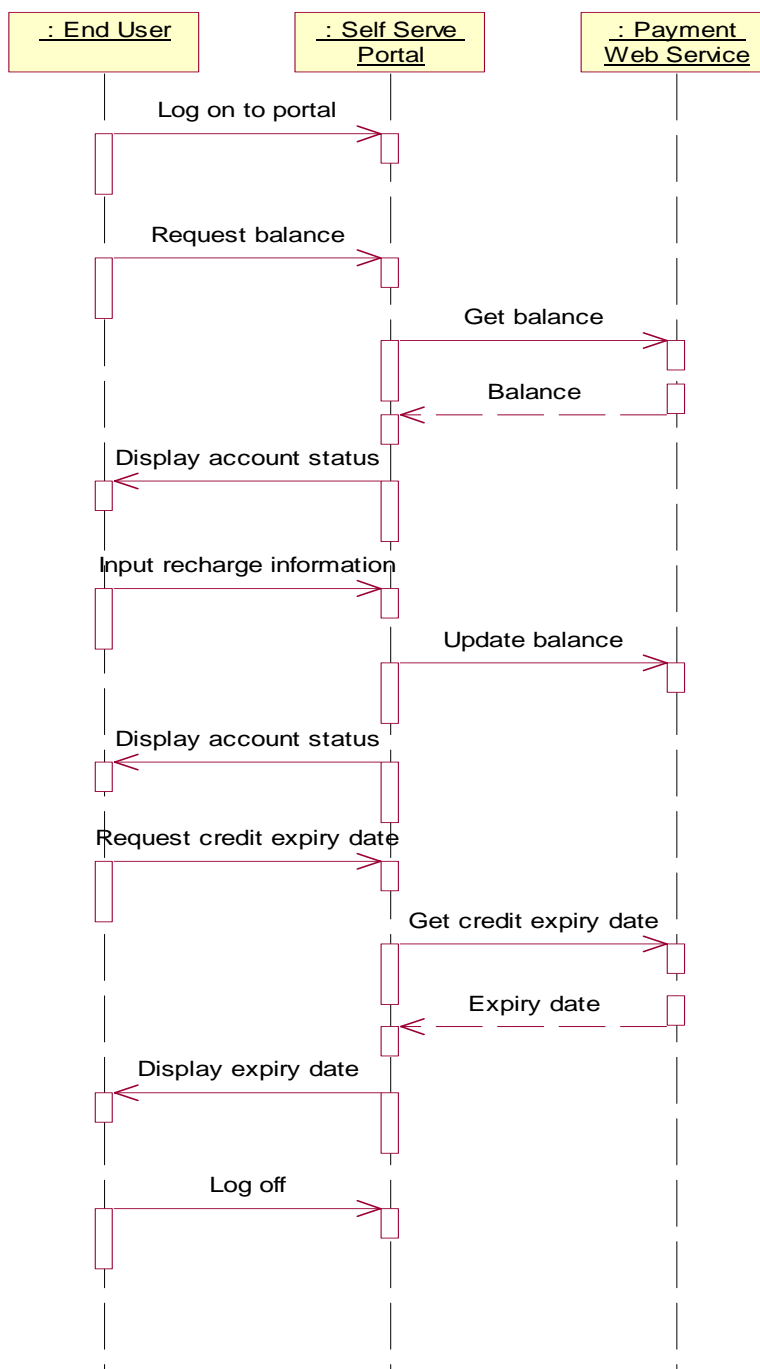 : End User
: Self Serve
Portal
: Payment
Web Service
Log on to portal
Request balance
Get balance
Balance
Display account status
Input recharge information
Update balance
Display account status
Request credit expiry date
Get credit expiry date
Expiry date
Display expiry date
Log off